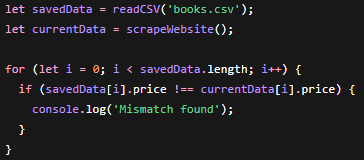 let savedData = readCSV('books.csv');
let currentData = scrapeWebsite();

for (let i = 0; i < savedData.length; i++) {
  if (savedData[i].price !== currentData[i].price) {
    console.log('Mismatch found');
  }
}